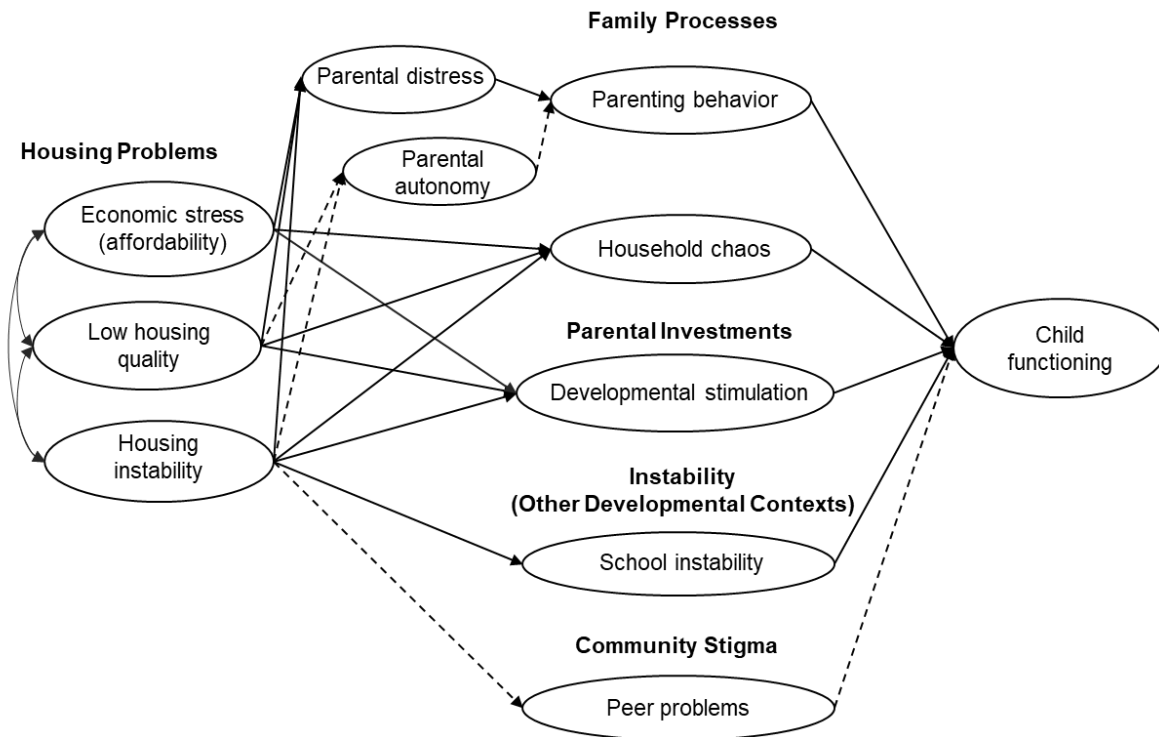 Family Processes
Parental distress
Parenting behavior
Housing Problems
Parental
autonomy
Economic stress
(affordability)
Household chaos
Low housing
quality
Parental Investments
Developmental stimulation
Child
functioning
Housing
instability
Instability
(Other Developmental Contexts)
School instability
Community Stigma
Peer problems